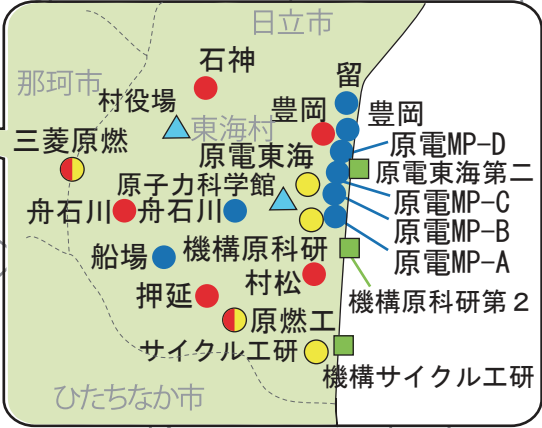 日立市
石神
那珂市
留
村役場
豊岡
豊岡
東海村
三菱原燃
原電東海
原電MP-D
原電東海第二
原子力科学館
原電MP-C
舟石川
舟石川
原電MP-B
船場
機構原科研
原電MP-A
村松
押延
機構原科研第2
原燃工
サイクル工研
機構サイクル工研
ひたちなか市